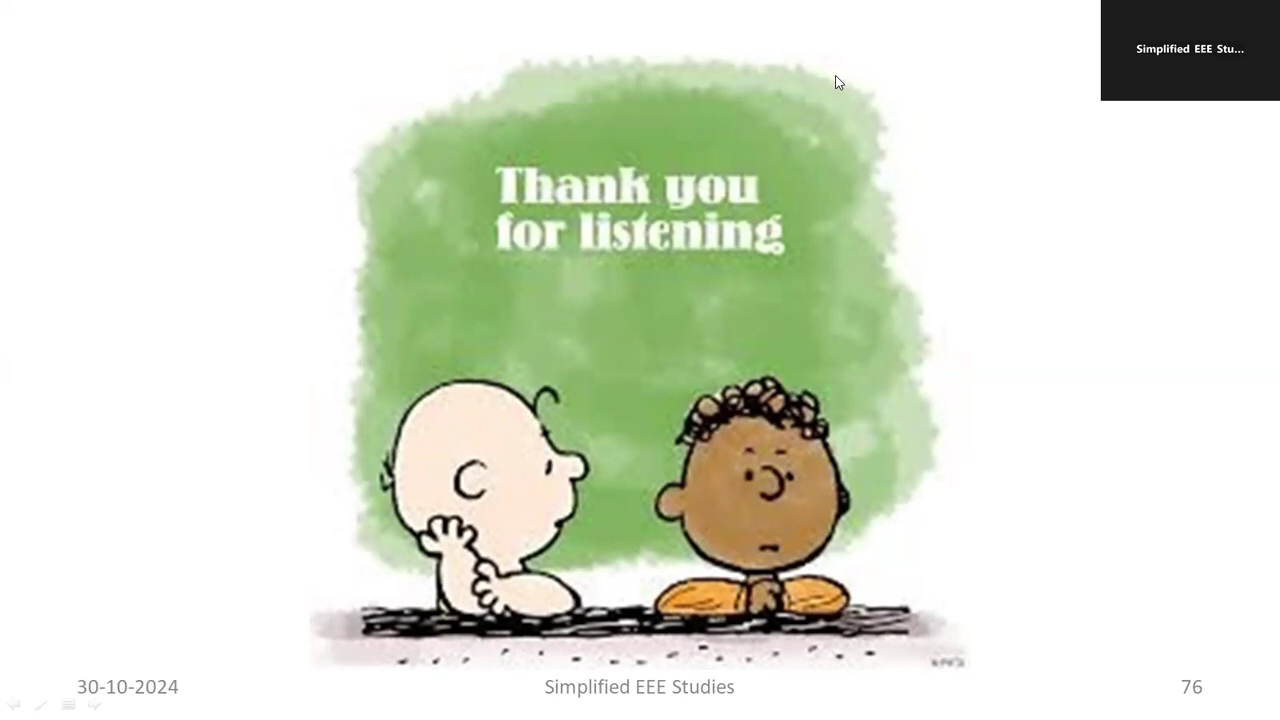 Simplified EEE Stu...
Thank you
for listening
30-10-2024
Simplified EEE Studies
76